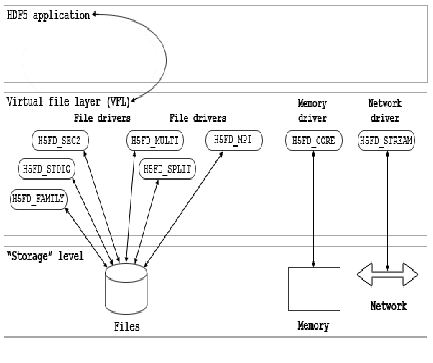 HDF5 application
Virtual file layer (VFL)
File drivers
File drivers
Memory driver
Network driver
H5FD_SEC2
H5FD_MULTI
H5FD_MPI
H5FD_CORE
H5FD_STREAM
H5FD_STDIO
H5FD_SPLIT
H5FD_FAMILY
"Storage" level
Files
Memory
Network